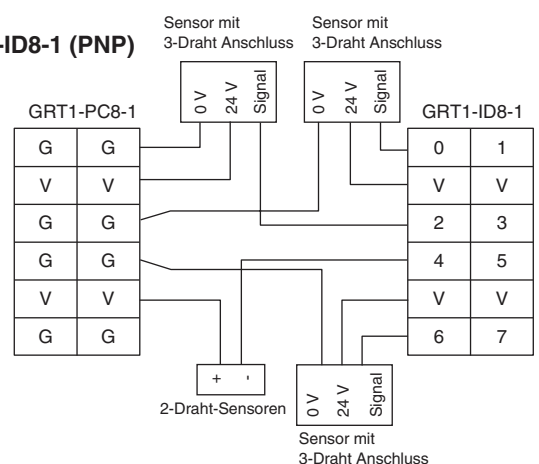 -ID8-1 (PNP)
Sensor mit
3-Draht Anschluss
Sensor mit
3-Draht Anschluss
0 V
24 V
Signal
0 V
24 V
Signal
GRT1-PC8-1
G G
V V
G G
G G
V V
G G
GRT1-ID8-1
0 1
V V
2 3
4 5
V V
6 7
+ -
2-Draht-Sensoren
0 V
24 V
Signal
Sensor mit
3-Draht Anschluss